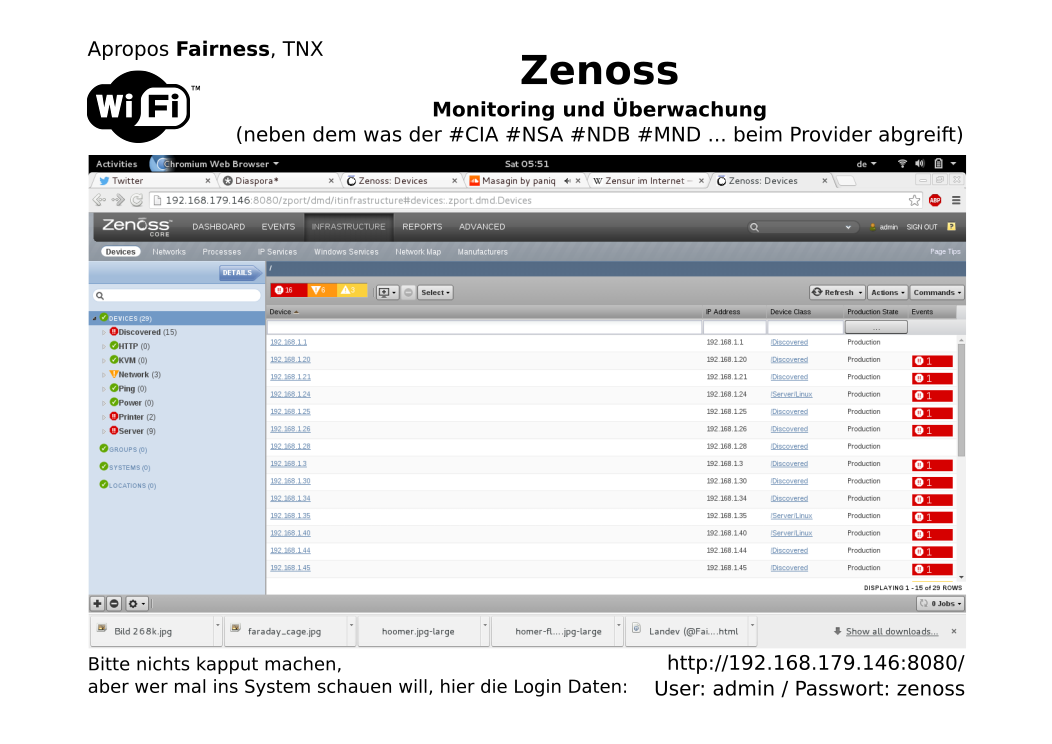 Apropos Fairness, TNX
Wi Fi TM
Zenoss
Monitoring und Überwachung
(neben dem was der #CIA #NSA #NDB #MND ... beim Provider abgreift)
Activities Chromium Web Browser Sat 05:51 de
Twitter × Diaspora* × Zenoss: Devices × Masagin by paniq × W Zensur im Internet – × Zenoss: Devices ×
192.168.179.146:8080/zport/dmd/itinfrastructure#devices:.zport.dmd.Devices ABP
Zenoss CORE DASHBOARD EVENTS INFRASTRUCTURE REPORTS ADVANCED admin SIGN OUT ?
Devices Networks Processes IP Services Windows Services Network Map Manufacturers Page Tips
DETAILS /
16 6 3 Select Refresh Actions Commands
Device IP Address Device Class Production State Events
...
DEVICES (29)
Discovered (15)
HTTP (0)
KVM (0)
Network (3)
Ping (0)
Power (0)
Printer (2)
Server (9)
GROUPS (0)
SYSTEMS (0)
LOCATIONS (0)
192.168.1.1 192.168.1.1 /Discovered Production
192.168.1.20 192.168.1.20 /Discovered Production 1
192.168.1.21 192.168.1.21 /Discovered Production 1
192.168.1.24 192.168.1.24 /Server/Linux Production 1
192.168.1.25 192.168.1.25 /Discovered Production 1
192.168.1.26 192.168.1.26 /Discovered Production 1
192.168.1.28 192.168.1.28 /Discovered Production
192.168.1.3 192.168.1.3 /Discovered Production 1
192.168.1.30 192.168.1.30 /Discovered Production 1
192.168.1.34 192.168.1.34 /Discovered Production 1
192.168.1.35 192.168.1.35 /Server/Linux Production 1
192.168.1.40 192.168.1.40 /Server/Linux Production 1
192.168.1.44 192.168.1.44 /Discovered Production 1
192.168.1.45 192.168.1.45 /Discovered Production 1
DISPLAYING 1 - 15 of 29 ROWS
0 Jobs
Bild 268k.jpg faraday_cage.jpg hoomer.jpg-large homer-fl....jpg-large Landev (@Fai....html Show all downloads... ×
Bitte nichts kapput machen,
aber wer mal ins System schauen will, hier die Login Daten:
http://192.168.179.146:8080/
User: admin / Passwort: zenoss